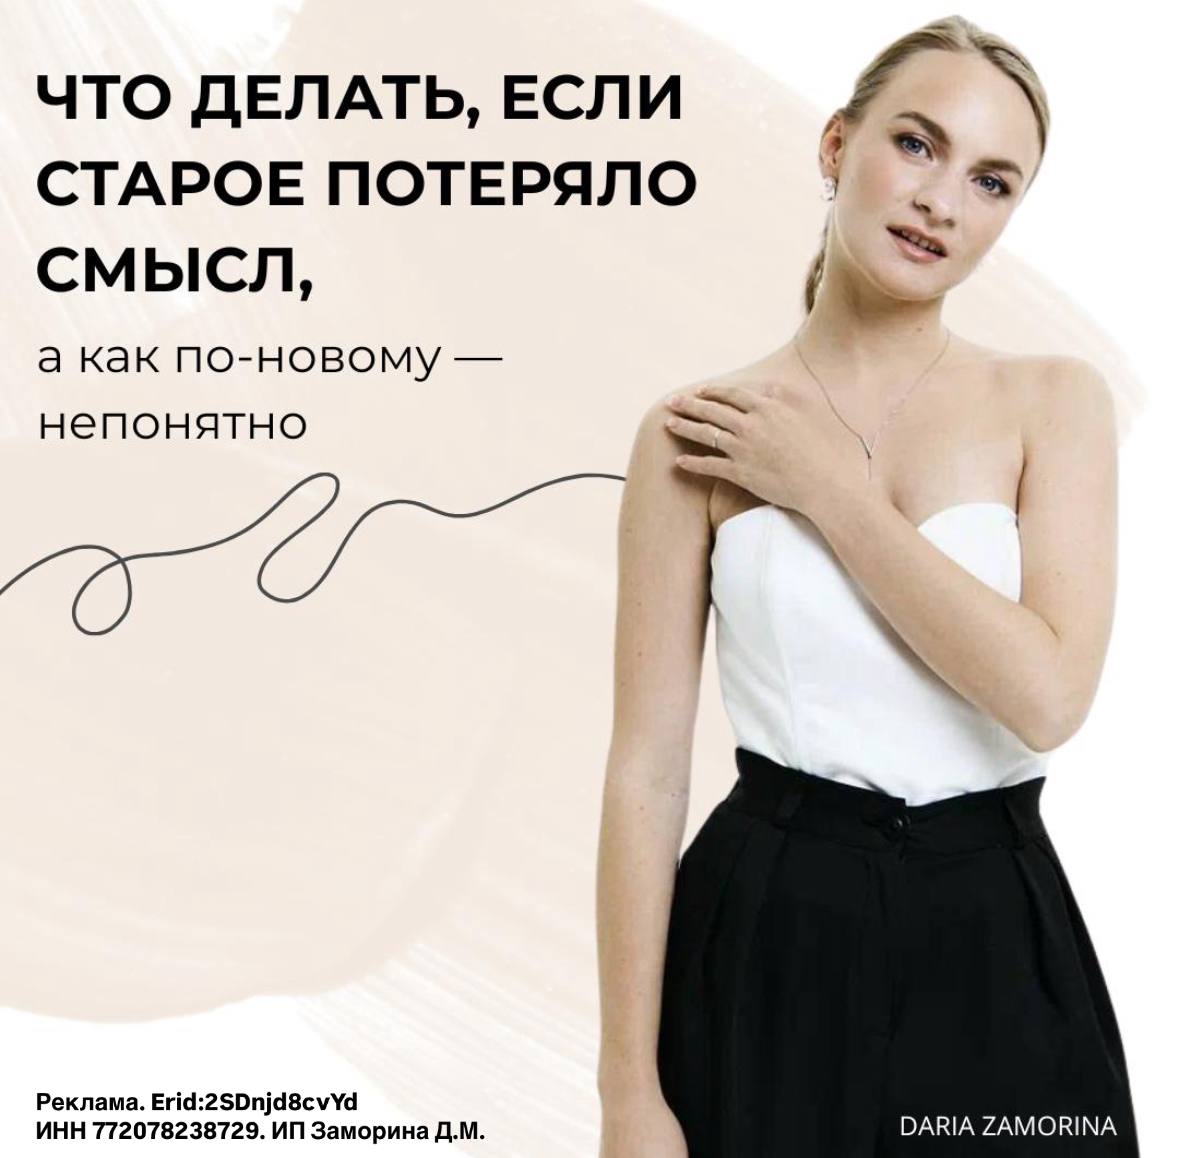 ЧТО ДЕЛАТЬ, ЕСЛИ
СТАРОЕ ПОТЕРЯЛО
СМЫСЛ,
а как по-новому —
непонятно
Реклама. Erid:2SDnjd8cvYd
ИНН 772078238729. ИП Заморина Д.М.
DARIA ZAMORINA